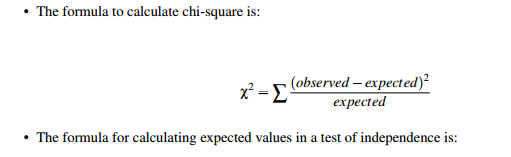 • The formula to calculate chi-square is:
χ² = ∑ (observed – expected)² / expected
• The formula for calculating expected values in a test of independence is: